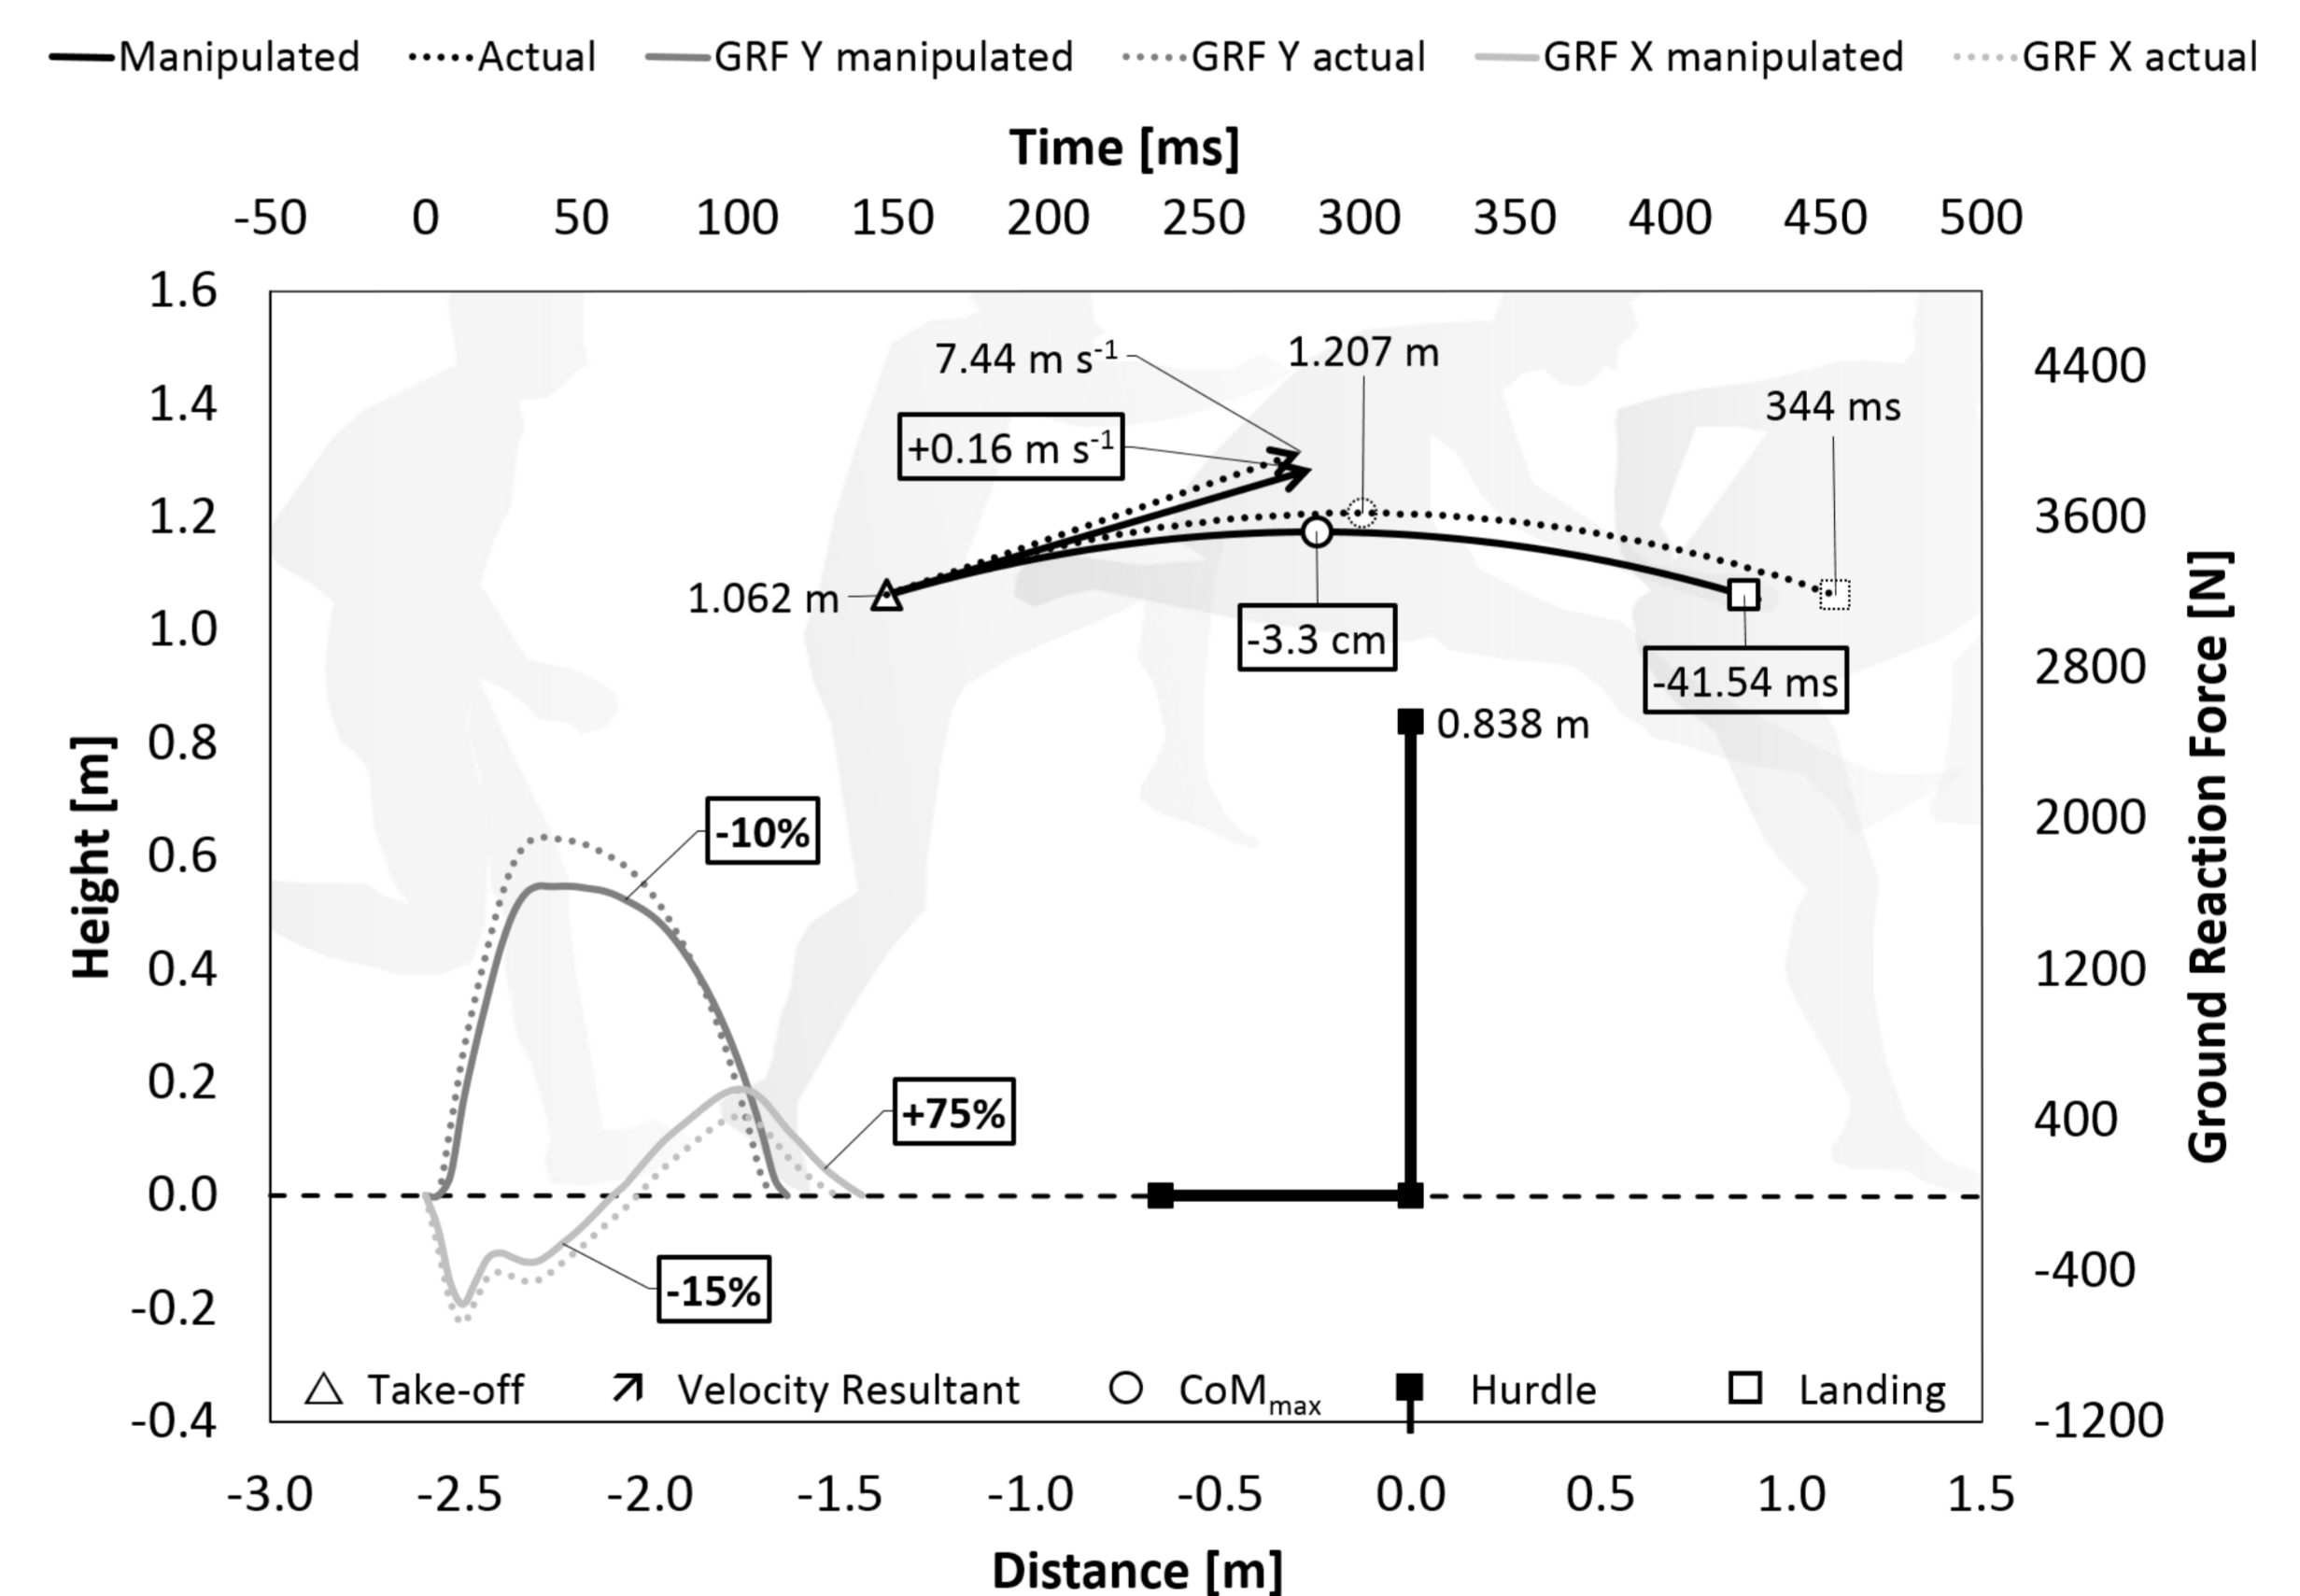 Manipulated Actual GRF Y manipulated GRF Y actual GRF X manipulated GRF X actual
Time [ms]
-50 0 50 100 150 200 250 300 350 400 450 500
1.6
1.4
1.2
1.0
0.8
0.6
0.4
0.2
0.0
-0.2
-0.4
Height [m]
7.44 m s⁻¹
1.207 m
+0.16 m s⁻¹
344 ms
1.062 m
-3.3 cm
-41.54 ms
0.838 m
-10%
+75%
-15%
4400
3600
2800
2000
1200
400
-400
-1200
Ground Reaction Force [N]
Take-off Velocity Resultant CoMmax Hurdle Landing
-3.0 -2.5 -2.0 -1.5 -1.0 -0.5 0.0 0.5 1.0 1.5
Distance [m]